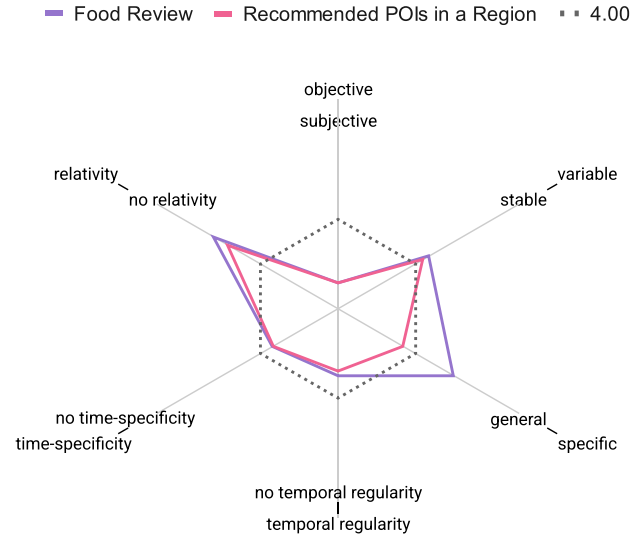 Food Review Recommended POIs in a Region 4.00
objective
subjective
relativity
no relativity
variable
stable
no time-specificity
time-specificity
general
specific
no temporal regularity
temporal regularity